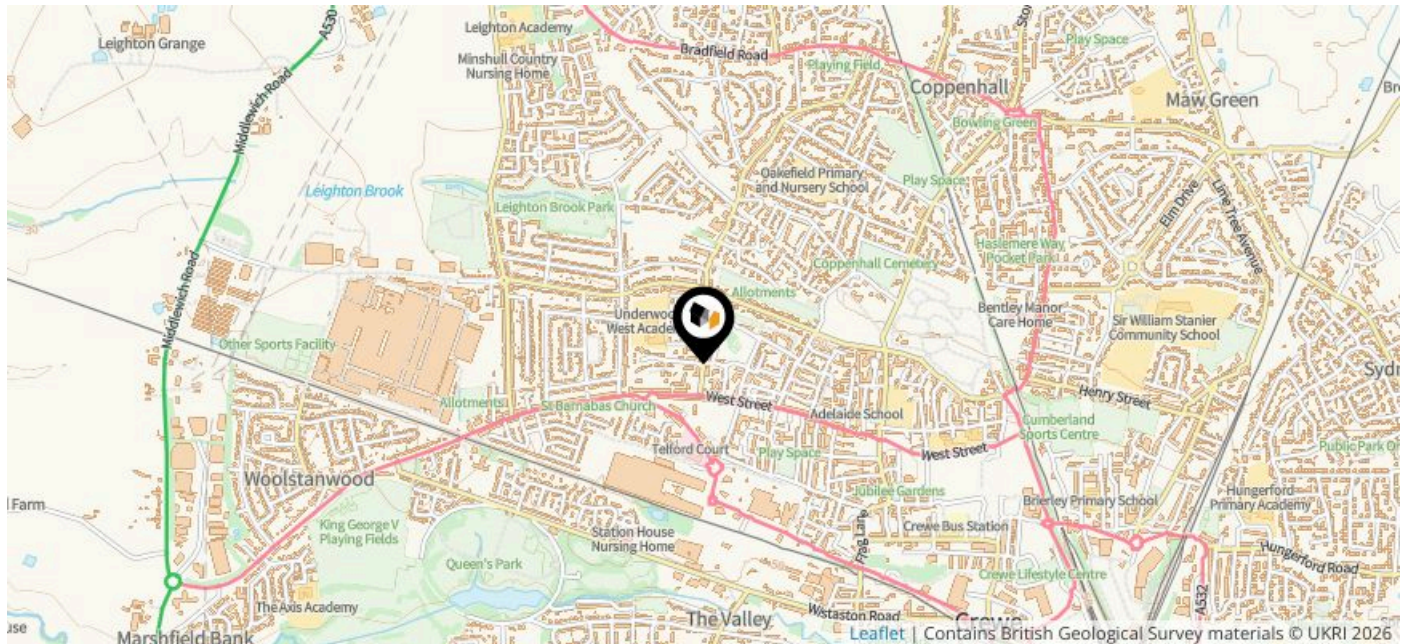 Leighton Grange
A530
Middlewich Road
Leighton Academy
Minshull Country
Nursing Home
Bradfield Road
Playing Field
Play Space
Coppenhall
Maw Green
Bowling Green
Leighton Brook
Leighton Brook Park
Oakefield Primary
and Nursery School
Play Space
Elm Drive
Lime Tree Avenue
Haslemere Way
Pocket Park
Coppenhall Cemetery
Middlewich Road
Allotments
Underwood
West Academy
Bentley Manor
Care Home
Sir William Stanier
Community School
Other Sports Facility
Allotments
St Barnabas Church
West Street
Adelaide School
Henry Street
Cumberland
Sports Centre
Telford Court
Play Space
West Street
Woolstanwood
Jubilee Gardens
Brierley Primary School
Hungerford
Primary Academy
King George V
Playing Fields
Station House
Nursing Home
Flag Lane
Crewe Bus Station
Hungerford Road
Queen's Park
Crewe Lifestyle Centre
The Axis Academy
The Valley
Wistaston Road
Crewe
A532
Marshfield Bank
Leaflet | Contains British Geological Survey materials © UKRI 2026